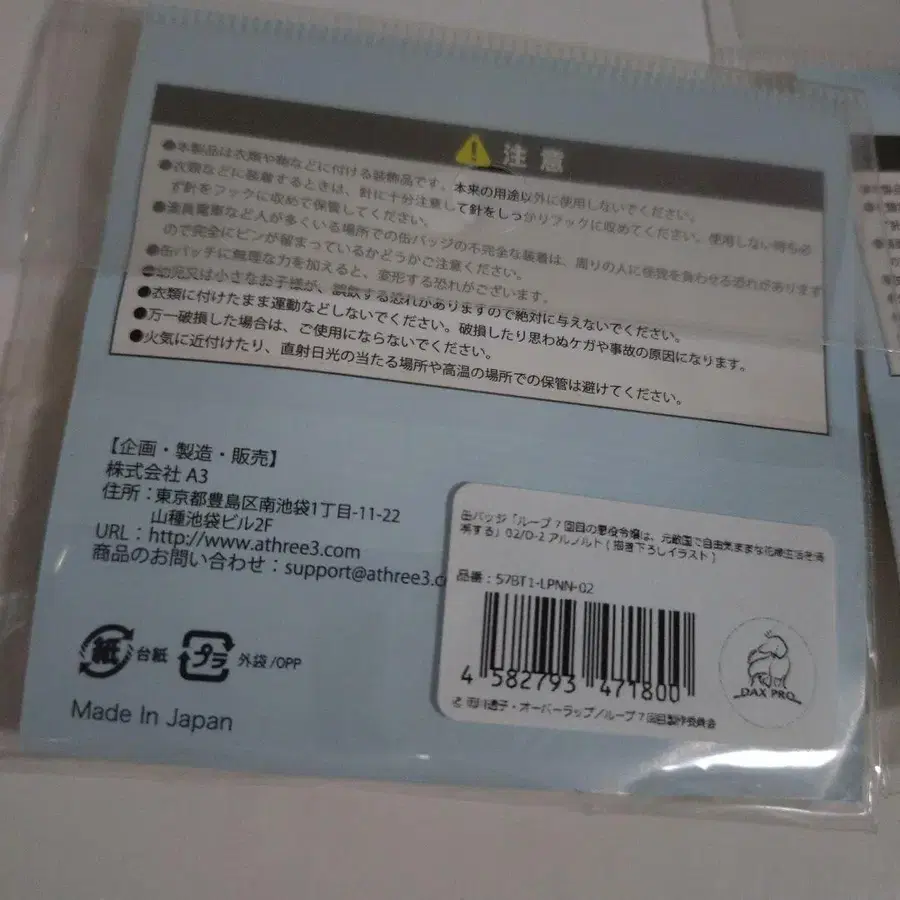 注意
●本製品は衣類や鞄などに付ける装飾品です。本来の用途以外に使用しないでください。
●衣類などに装着するときは、針に十分注意して針をしっかりフックに収めてください。使用しない時も必
ず針をフックに収めて保管してください。
●満員電車など人が多くいる場所での缶バッジの不完全な装着は、周りの人に怪我を負わせる恐れがあります
ので完全にピンが留まっているかどうかご注意ください。
●缶バッチに無理な力を加えると、変形する恐れがございます。
●幼児又は小さなお子様が、誤飲する恐れがありますので絶対に与えないでください。
●衣類に付けたまま運動などしないでください。破損したり思わぬケガや事故の原因になります。
●万一破損した場合は、ご使用にならないでください。
●火気に近付けたり、直射日光の当たる場所や高温の場所での保管は避けてください。
【企画・製造・販売】
株式会社 A3
住所：東京都豊島区南池袋1丁目-11-22
山種池袋ビル2F
URL：http://www.athree3.com
商品のお問い合わせ：support@athree3.c
缶バッジ「ループ7回目の悪役令嬢は、元敵国で自由気ままな花嫁生活を満
喫する」02/D-2 アルノルト(描き下ろしイラスト)
品番：57BT1-LPNN-02
4 582793 471800
DAX PRO
雨川透子・オーバーラップ/ループ7回目製作委員会
紙 台紙 プラ 外袋/OPP
Made In Japan